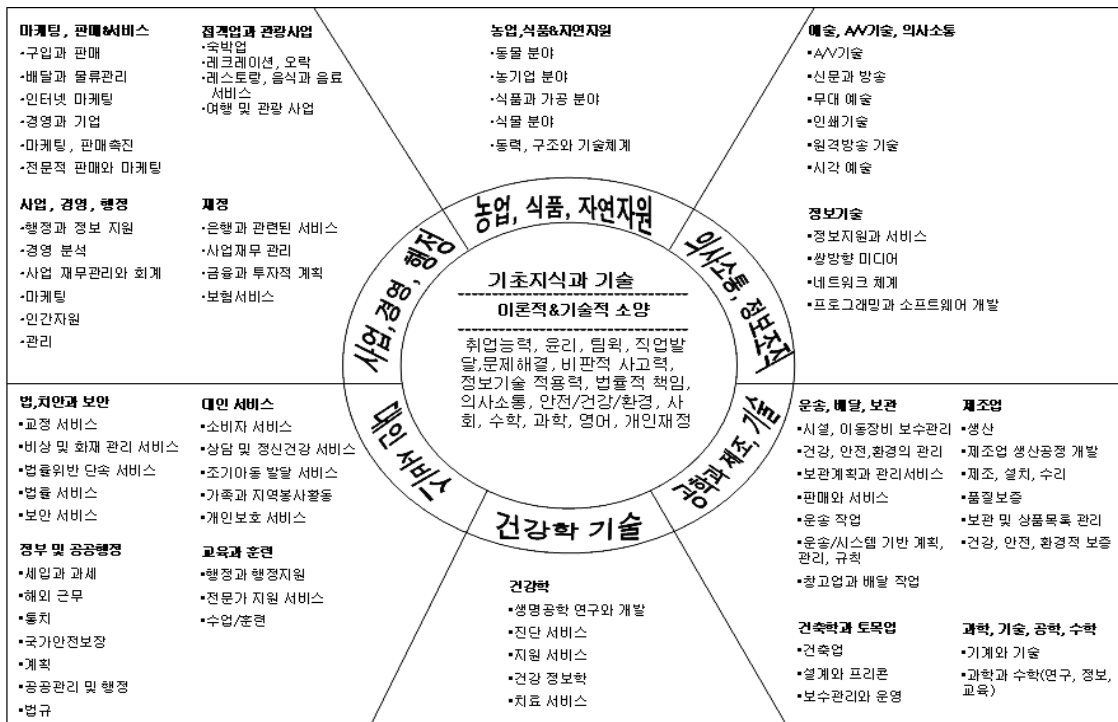 마케팅, 판매&서비스
·구입과 판매
·배달과 물류관리
·인터넷 마케팅
·경영과 기업
·마케팅, 판매촉진
·전문적 판매와 마케팅
접객업과 관광사업
·숙박업
·레크레이션, 오락
·레스토랑, 음식과 음료
서비스
·여행 및 관광 사업
사업, 경영, 행정
·행정과 정보 지원
·경영 분석
·사업 재무관리와 회계
·마케팅
·인간자원
·관리
재정
·은행과 관련된 서비스
·사업재무 관리
·금융과 투자적 계획
·보험서비스
농업,식품&자연지원
·동물 분야
·농기업 분야
·식품과 가공 분야
·식물 분야
·동력, 구조와 기술체계
예술, A/V기술, 의사소통
·A/V기술
·신문과 방송
·무대 예술
·인쇄기술
·원격방송 기술
·시각 예술
정보기술
·정보지원과 서비스
·쌍방향 미디어
·네트워크 체계
·프로그래밍과 소프트웨어 개발
농업, 식품, 자연자원
사업, 경영, 행정
의사소통, 정보조직
기초지식과 기술
이론적&기술적 소양
취업능력, 윤리, 팀웍, 직업발
달,문제해결, 비판적 사고력,
정보기술 적용력, 법률적 책임,
의사소통, 안전/건강/환경, 사
회, 수학, 과학, 영어, 개인재정
대인 서비스
건강학 기술
공학과 제조, 기술
법,치안과 보안
▪교정 서비스
▪비상 및 화재 관리 서비스
▪법률위반 단속 서비스
▪법률 서비스
▪보안 서비스
대인 서비스
▪소비자 서비스
▪상담 및 정신건강 서비스
▪조기아동 발달 서비스
▪가족과 지역봉사활동
▪개인보호 서비스
정부 및 공공행정
▪세입과 과세
▪해외 근무
▪통치
▪국가안전보장
▪계획
▪공공관리 및 행정
▪법규
교육과 훈련
▪행정과 행정지원
▪전문가 지원 서비스
▪수업/훈련
건강학
▪생명공학 연구와 개발
▪진단 서비스
▪지원 서비스
▪건강 정보학
▪치료 서비스
운송, 배달, 보관
▪시설, 이동장비 보수관리
▪건강, 안전,환경의 관리
▪보관계획과 관리서비스
▪판매와 서비스
▪운송 작업
▪운송/시스템 기반 계획,
관리, 규칙
▪창고업과 배달 작업
제조업
▪생산
▪제조업 생산공정 개발
▪제조, 설치, 수리
▪품질보증
▪보관 및 상품목록 관리
▪건강, 안전, 환경적 보증
건축학과 토목업
▪건축업
▪설계와 프리콘
▪보수관리와 운영
과학, 기술, 공학, 수학
▪기계와 기술
▪과학과 수학(연구, 정보,
교육)